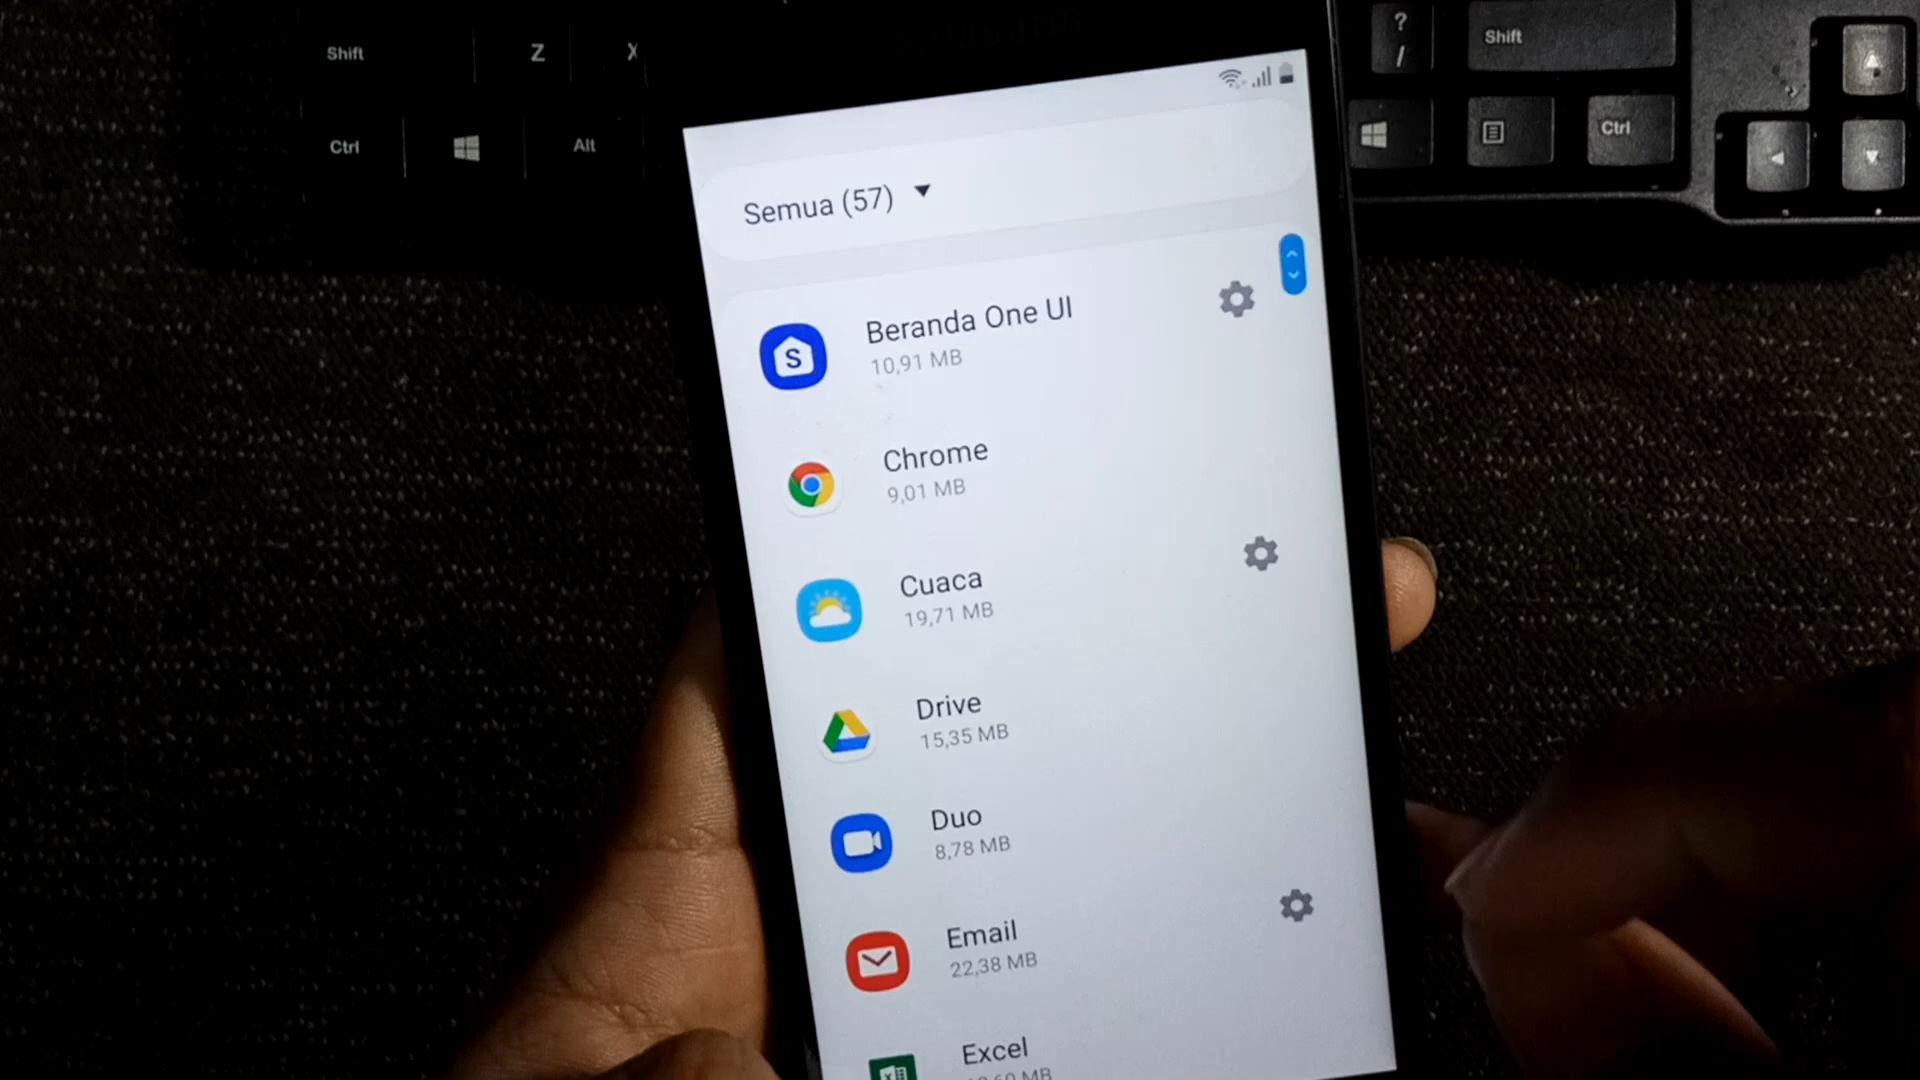 Shift
Z
X
Ctrl
Alt
?
/
Shift
Ctrl
Semua (57)
Beranda One UI
10,91 MB
Chrome
9,01 MB
Cuaca
19,71 MB
Drive
15,35 MB
Duo
8,78 MB
Email
22,38 MB
Excel
MB